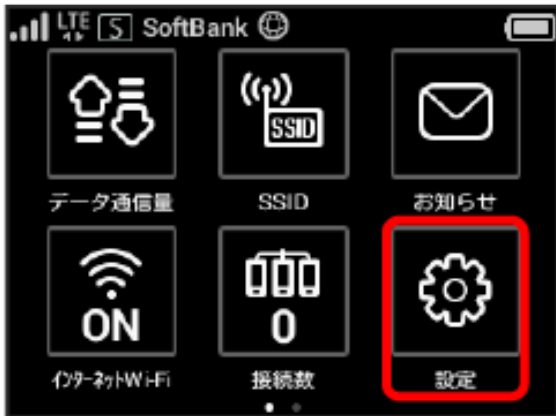 LTE S SoftBank
SSID
データ通信量 SSID お知らせ
ON 0
インターネットWi-Fi 接続数 設定